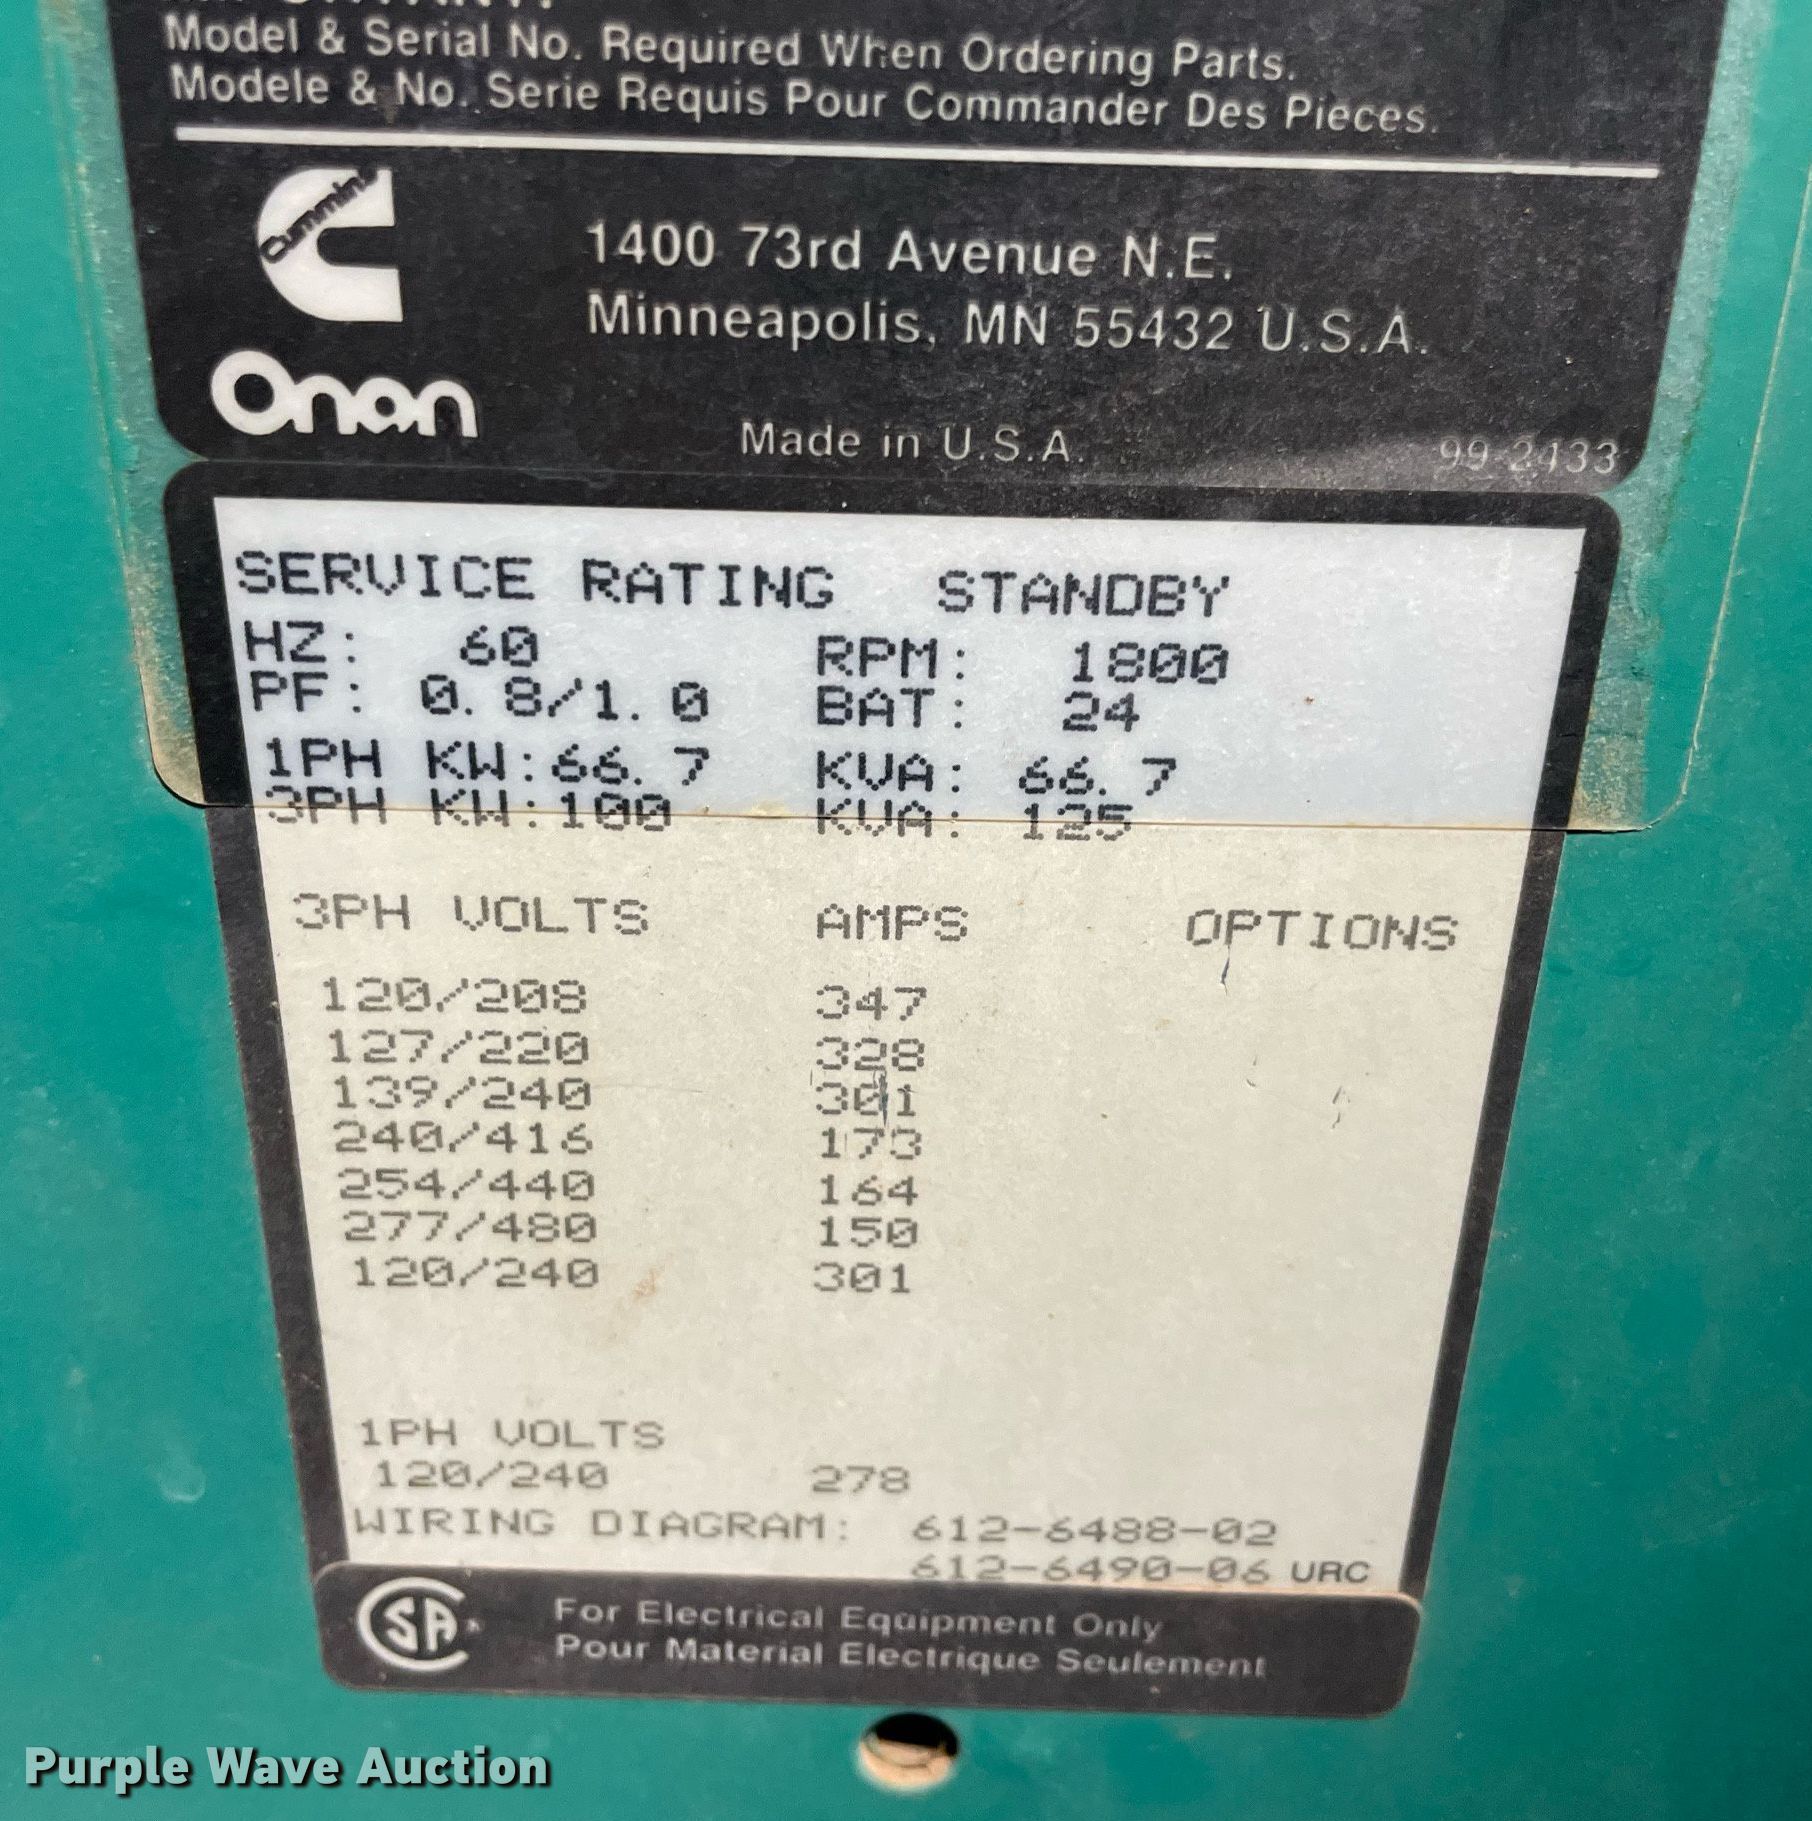 Model & Serial No. Required When Ordering Parts.
Modele & No. Serie Requis Pour Commander Des Pieces.
Cummins
Onan
1400 73rd Avenue N.E.
Minneapolis, MN 55432 U.S.A.
Made in U.S.A.
99-2133
SERVICE RATING STANDBY
HZ: 60 RPM: 1800
PF: 0.8/1.0 BAT: 24
1PH KW:66.7 KVA: 66.7
3PH KW:100 KVA: 125
3PH VOLTS AMPS OPTIONS
120/208 347
127/220 328
139/240 301
240/416 173
254/440 164
277/480 150
120/240 301
1PH VOLTS
120/240 278
WIRING DIAGRAM: 612-6488-02
612-6490-06 URC
SA
For Electrical Equipment Only
Pour Material Electrique Seulement
Purple Wave Auction